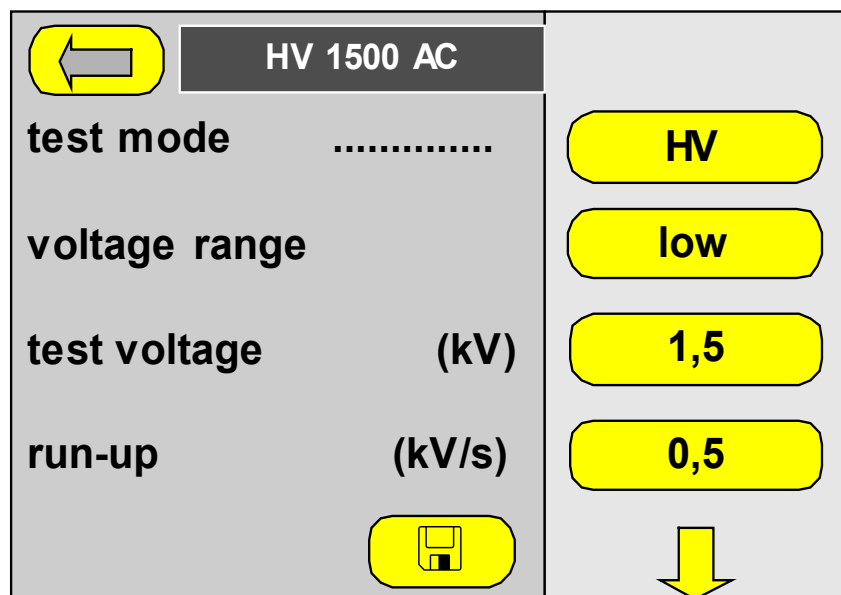 HV 1500 AC
test mode .............. HV
voltage range low
test voltage (kV) 1,5
run-up (kV/s) 0,5